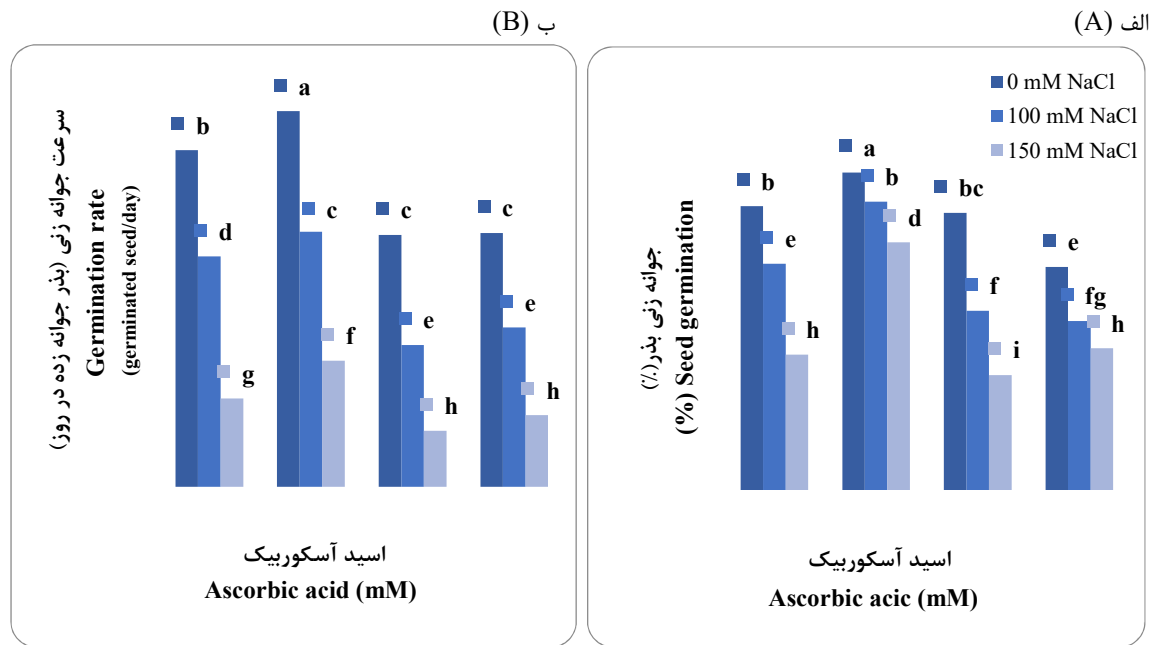 الف (A)
0 mM NaCl
100 mM NaCl
150 mM NaCl
جوانه زنی بذر(٪)
(%) Seed germination
b
e
h
a
b
d
bc
f
i
e
fg
h
اسید آسکوربیک
Ascorbic acic (mM)
ب (B)
سرعت جوانه زنی (بذر جوانه زده در روز)
Germination rate
(germinated seed/day)
b
d
g
a
c
f
c
e
h
c
e
h
اسید آسکوربیک
Ascorbic acid (mM)